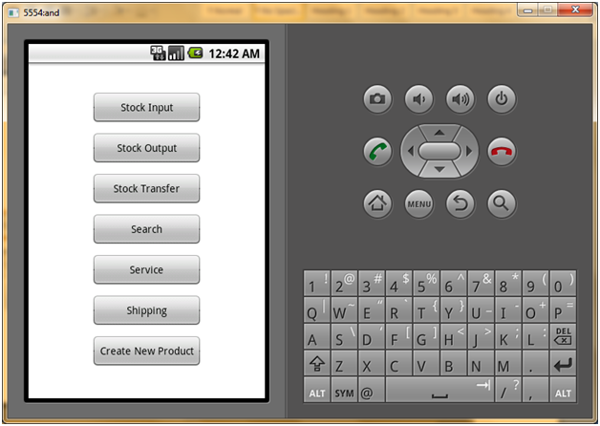 5554:and
3G
12:42 AM
Stock Input
Stock Output
Stock Transfer
Search
Service
Shipping
Create New Product
MENU
1 ! 2 @ 3 # 4 $ 5 % 6 ^ 7 & 8 * 9 ( 0 )
Q | W ~ E " R ` T { Y } U _ I - O + P =
A S \ D ' F [ G ] H < J > K ; L : DEL
Z X C V B N M .
ALT SYM @ / ? , ALT